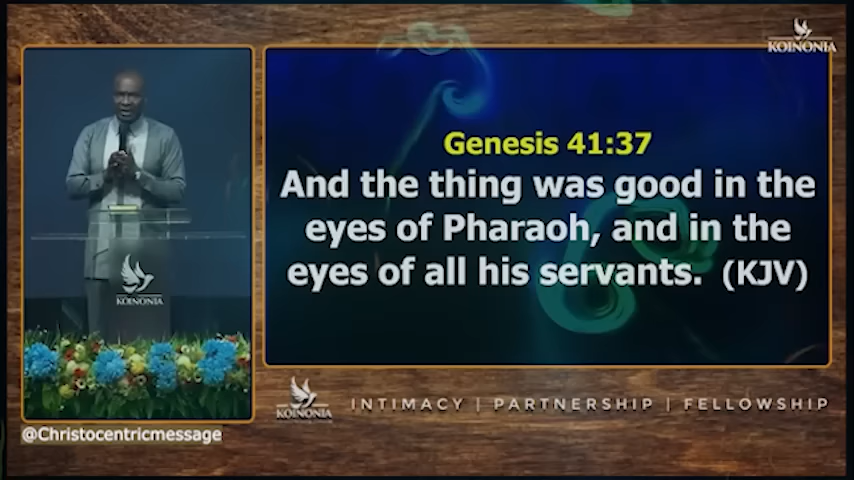 KOINONIA
Genesis 41:37
And the thing was good in the
eyes of Pharaoh, and in the
eyes of all his servants. (KJV)
KOINONIA
KOINONIA
INTIMACY | PARTNERSHIP | FELLOWSHIP
@Christocentricmessage